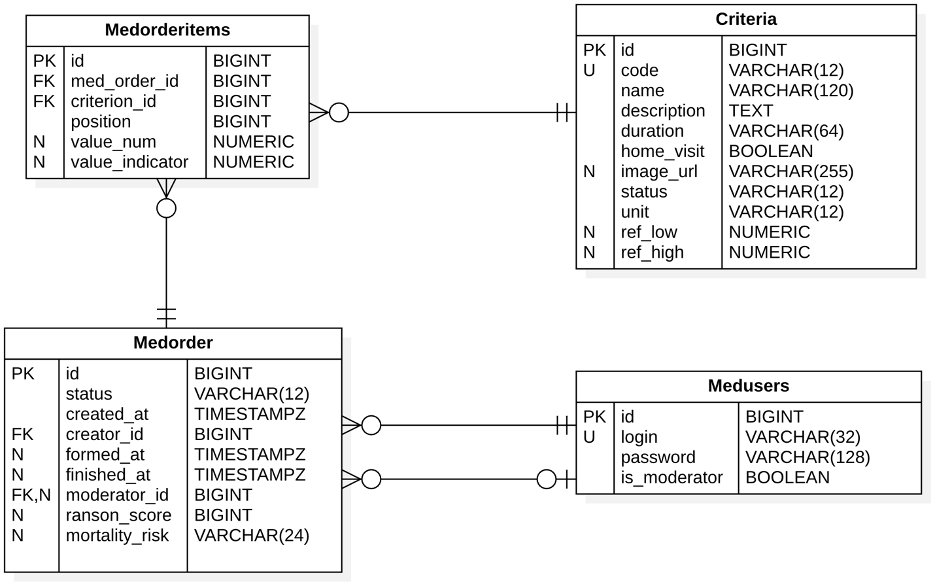 Medorderitems
PK id BIGINT
FK med_order_id BIGINT
FK criterion_id BIGINT
position BIGINT
N value_num NUMERIC
N value_indicator NUMERIC
Criteria
PK id BIGINT
U code VARCHAR(12)
name VARCHAR(120)
description TEXT
duration VARCHAR(64)
home_visit BOOLEAN
N image_url VARCHAR(255)
status VARCHAR(12)
unit VARCHAR(12)
N ref_low NUMERIC
N ref_high NUMERIC
Medorder
PK id BIGINT
status VARCHAR(12)
created_at TIMESTAMPZ
FK creator_id BIGINT
N formed_at TIMESTAMPZ
N finished_at TIMESTAMPZ
FK,N moderator_id BIGINT
N ranson_score BIGINT
N mortality_risk VARCHAR(24)
Medusers
PK id BIGINT
U login VARCHAR(32)
password VARCHAR(128)
is_moderator BOOLEAN